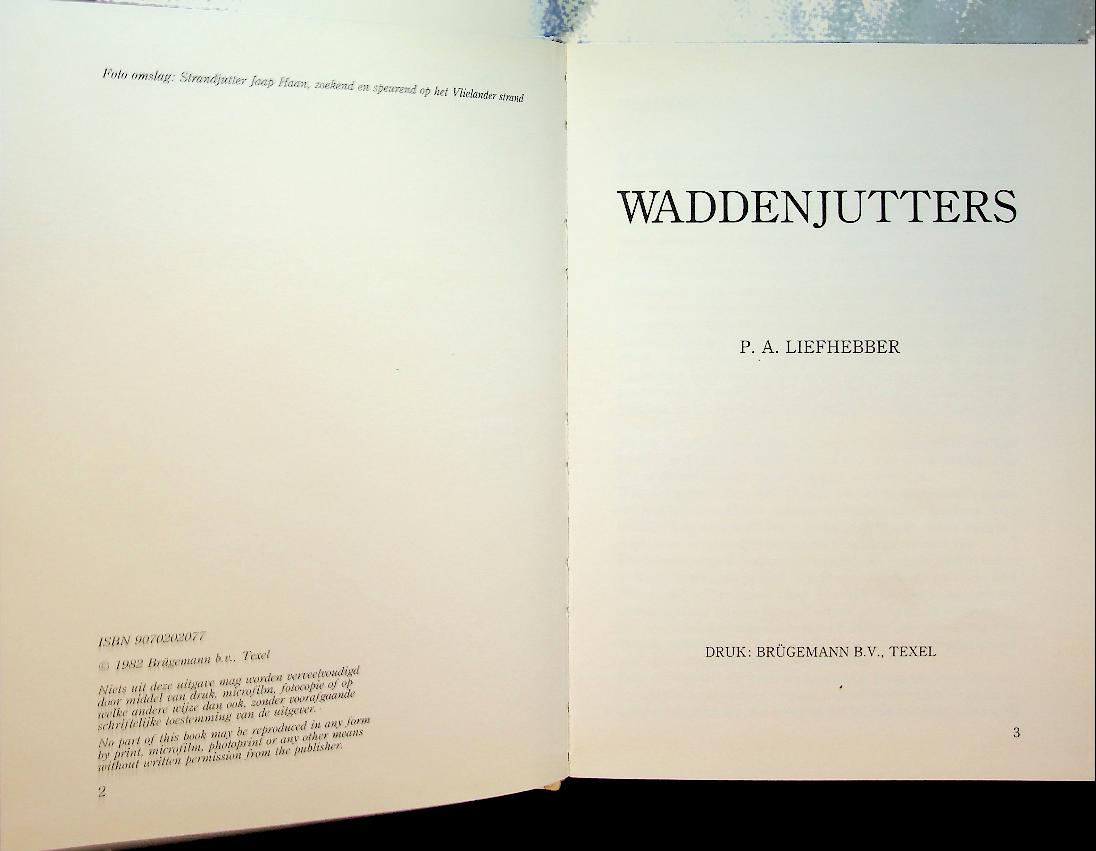 Foto omslag: Strandjutter Jaap Haan, zoekend en speurend op het Vlielander strand
ISBN 9070202077
© 1982 Brügemann b.v., Texel
Niets uit deze uitgave mag worden verveelvoudigd
door middel van druk, microfilm, fotocopie of op
welke andere wijze dan ook, zonder voorafgaande
schriftelijke toestemming van de uitgever.
No part of this book may be reproduced in any form
by print, microfilm, photoprint or any other means
without written permission from the publisher.
2
WADDENJUTTERS
P. A. LIEFHEBBER
DRUK: BRÜGEMANN B.V., TEXEL
3